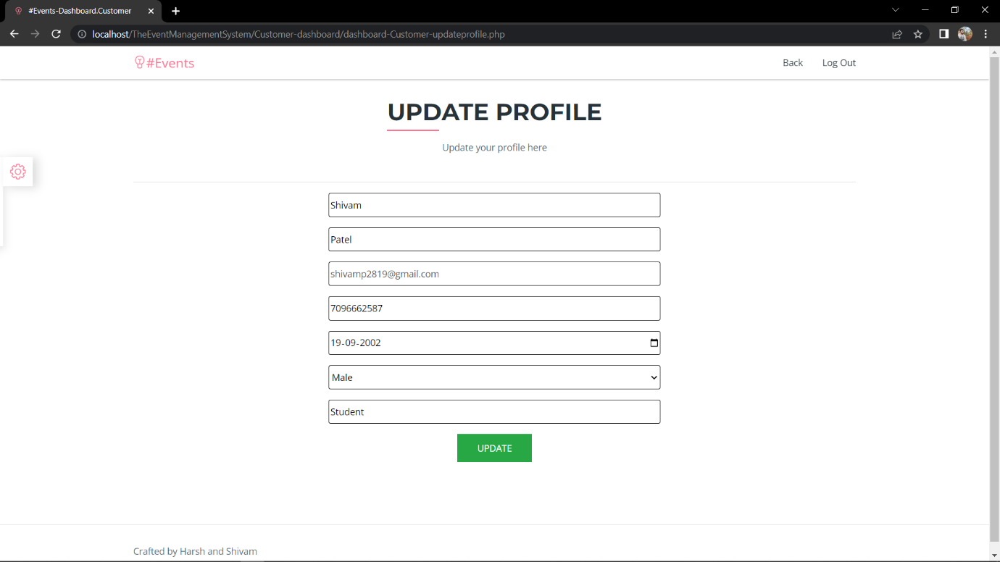 #Events-Dashboard.Customer
localhost/TheEventManagementSystem/Customer-dashboard/dashboard-Customer-updateprofile.php
#Events
Back
Log Out
UPDATE PROFILE
Update your profile here
Shivam
Patel
shivamp2819@gmail.com
7096662587
19-09-2002
Male
Student
UPDATE
Crafted by Harsh and Shivam